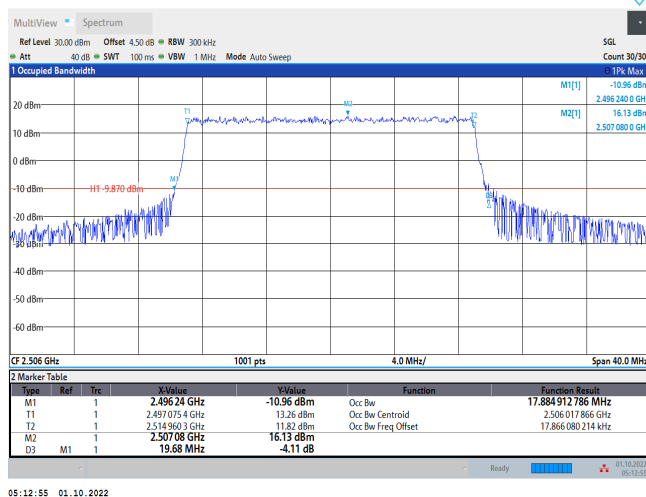 MultiView Spectrum
Ref Level 30.00 dBm Offset 4.50 dB RBW 300 kHz SGL
Att 40 dB SWT 100 ms VBW 1 MHz Mode Auto Sweep Count 30/30
1 Occupied Bandwidth 1Pk Max
M1[1] -10.96 dBm
2.496 240 0 GHz
M2[1] 16.13 dBm
2.507 080 0 GHz
20 dBm
T1
M2
T2
10 dBm
0 dBm
M1
-10 dBm
H1 -9.870 dBm
-20 dBm
-30 dBm
-40 dBm
-50 dBm
-60 dBm
CF 2.506 GHz 1001 pts 4.0 MHz/ Span 40.0 MHz
2 Marker Table
Type Ref Trc X-Value Y-Value Function Function Result
M1 1 2.496 24 GHz -10.96 dBm Occ Bw 17.884 912 786 MHz
T1 1 2.497 075 4 GHz 13.26 dBm Occ Bw Centroid 2.506 017 866 GHz
T2 1 2.514 960 3 GHz 11.82 dBm Occ Bw Freq Offset 17.866 080 214 kHz
M2 1 2.507 08 GHz 16.13 dBm
D3 M1 1 19.68 MHz -4.11 dB
Ready 01.10.2022
05:12:55
05:12:55 01.10.2022